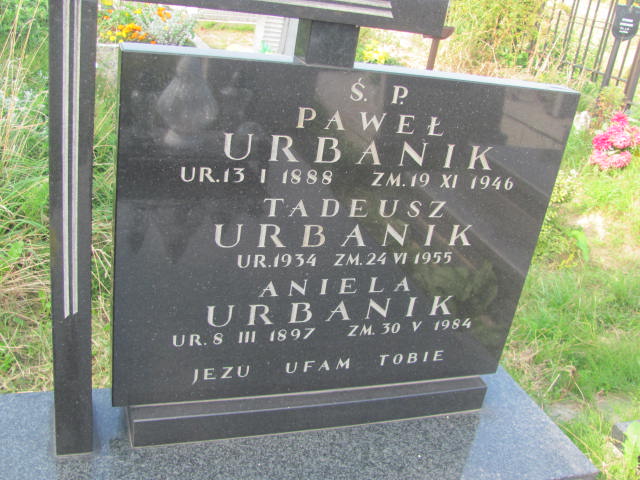 Ś. P.
PAWEŁ
URBANIK
UR.13 I 1888 ZM.19 XI 1946
TADEUSZ
URBANIK
UR.1934 ZM.24 VI 1955
ANIELA
URBANIK
UR.8 III 1897 ZM.30 V 1984
JEZU UFAM TOBIE